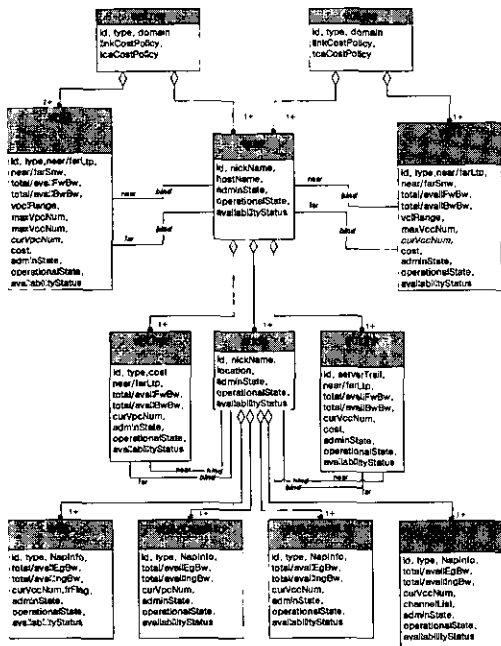 id, type, domain
linkCostPolicy
tcaCostPolicy
id, type, domain
linkCostPolicy
tcaCostPolicy
1+
1+
1+
1+
id, type,near/farLtp,
near/farSnw,
total/availFwBw,
total/availBwBw,
vpciRange,
maxVpcNum,
maxVccNum,
curVpcNum,
cost,
adminState,
operationalState,
availabilityStatus
id, nickName,
hostName,
adminState,
operationalState,
availabilityStatus
id, type,near/farLtp,
near/farSnw,
total/availFwBw,
total/availBwBw,
vciRange,
maxVccNum,
curVccNum,
cost,
adminState,
operationalState,
availabilityStatus
near
bind
far
bind
near
bind
far
bind
1+
1+
1+
id, type,cost
near/farLtp,
total/availFwBw,
total/availBwBw,
curVpcNum,
adminState,
operationalState,
availabilityStatus
id, nickName,
location,
adminState,
operationalState,
availabilityStatus
id, serverTrail,
near/farLtp,
total/availFwBw,
total/availBwBw,
curVccNum,
cost,
adminState,
operationalState,
availabilityStatus
near
bind
far
bind
near
bind
far
bind
1+
1+
1+
1+
id, type, NapInfo,
total/availEgBw,
total/availIngBw,
curVccNum,frFlag,
adminState,
operationalState,
availabilityStatus
id, type, NapInfo,
total/availEgBw,
total/availIngBw,
curVpcNum,
adminState,
operationalState,
availabilityStatus
id, type, NapInfo,
total/availEgBw,
total/availIngBw,
curVccNum,
adminState,
operationalState,
availabilityStatus
id, type, NapInfo,
total/availEgBw,
total/availIngBw,
curVccNum,
channelList,
adminState,
operationalState,
availabilityStatus